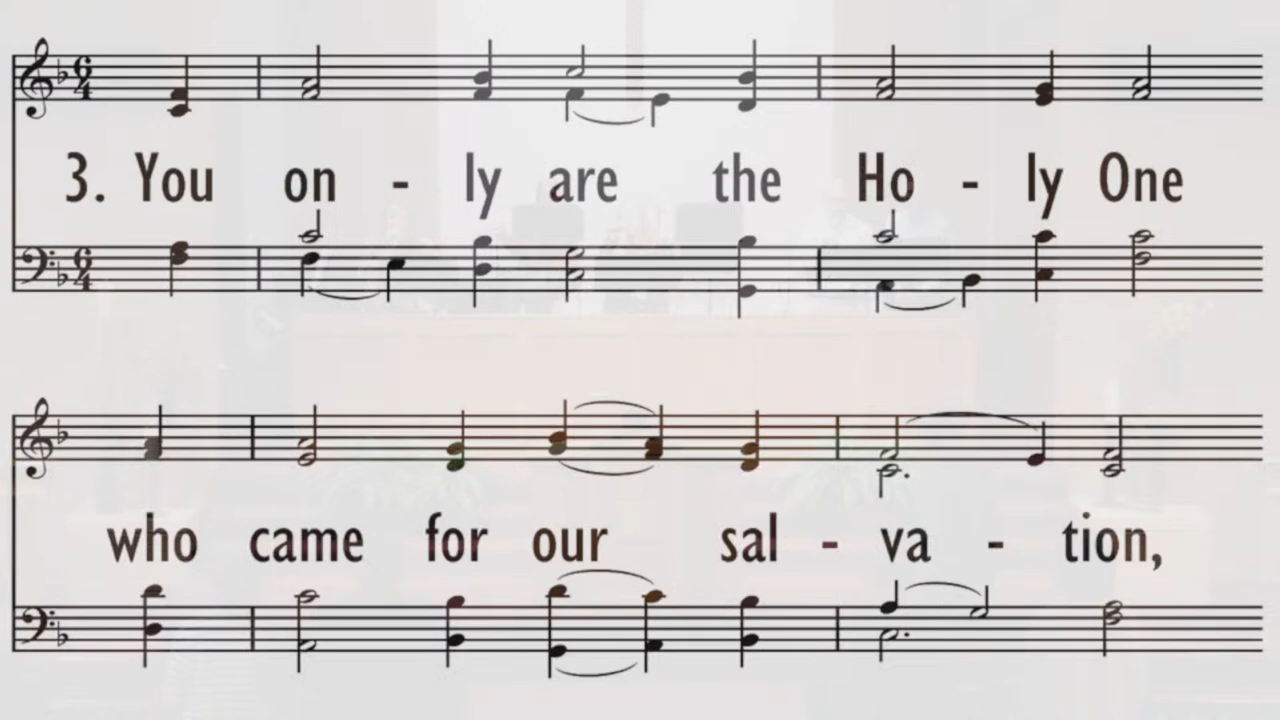 3. You on - ly are the Ho - ly One
who came for our sal - va - tion,